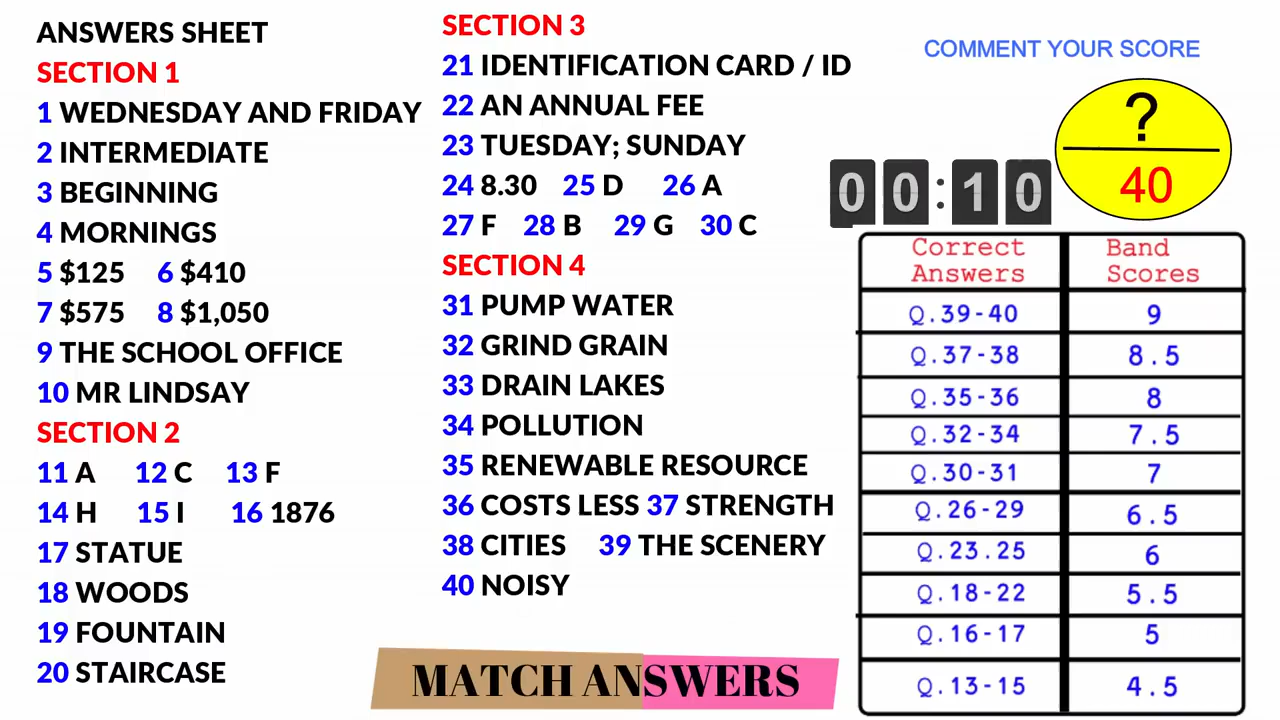 ANSWERS SHEET
SECTION 1
1 WEDNESDAY AND FRIDAY
2 INTERMEDIATE
3 BEGINNING
4 MORNINGS
5 $125 6 $410
7 $575 8 $1,050
9 THE SCHOOL OFFICE
10 MR LINDSAY
SECTION 2
11 A 12 C 13 F
14 H 15 I 16 1876
17 STATUE
18 WOODS
19 FOUNTAIN
20 STAIRCASE
SECTION 3
21 IDENTIFICATION CARD / ID
22 AN ANNUAL FEE
23 TUESDAY; SUNDAY
24 8.30 25 D 26 A
27 F 28 B 29 G 30 C
SECTION 4
31 PUMP WATER
32 GRIND GRAIN
33 DRAIN LAKES
34 POLLUTION
35 RENEWABLE RESOURCE
36 COSTS LESS 37 STRENGTH
38 CITIES 39 THE SCENERY
40 NOISY
MATCH ANSWERS
COMMENT YOUR SCORE
?
40
00:10
Correct Answers Band Scores
Q.39-40 9
Q.37-38 8.5
Q.35-36 8
Q.32-34 7.5
Q.30-31 7
Q.26-29 6.5
Q.23.25 6
Q.18-22 5.5
Q.16-17 5
Q.13-15 4.5